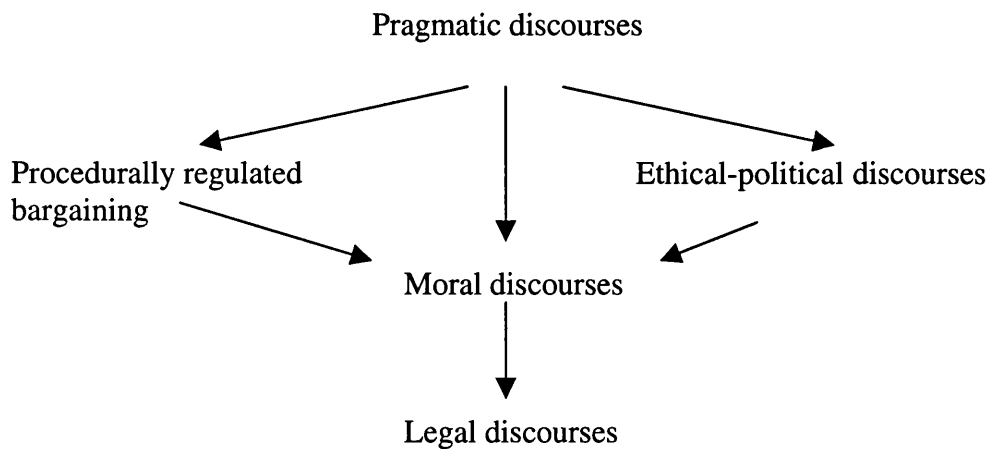 Pragmatic discourses
Procedurally regulated
bargaining
Ethical-political discourses
Moral discourses
Legal discourses